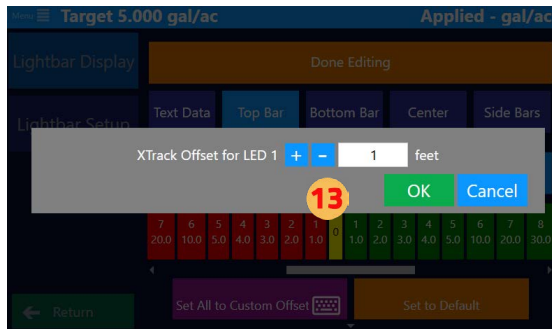 Menu Target 5.000 gal/ac Applied - gal/ac
Lightbar Display
Done Editing
Text Data Top Bar Bottom Bar Center Side Bars
Lightbar Setup
XTrack Offset for LED 1 + - 1 feet
13
OK Cancel
7 6 5 4 3 2 1 0 1 2 3 4 5 6 7 8
20.0 10.0 5.0 4.0 3.0 2.0 1.0 1.0 2.0 3.0 4.0 5.0 10.0 20.0 30.0
Set All to Custom Offset Set to Default
Return